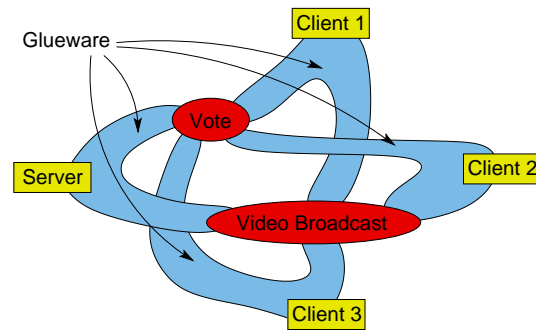 Client 1
Glueware
Vote
Client 2
Server
Video Broadcast
Client 3